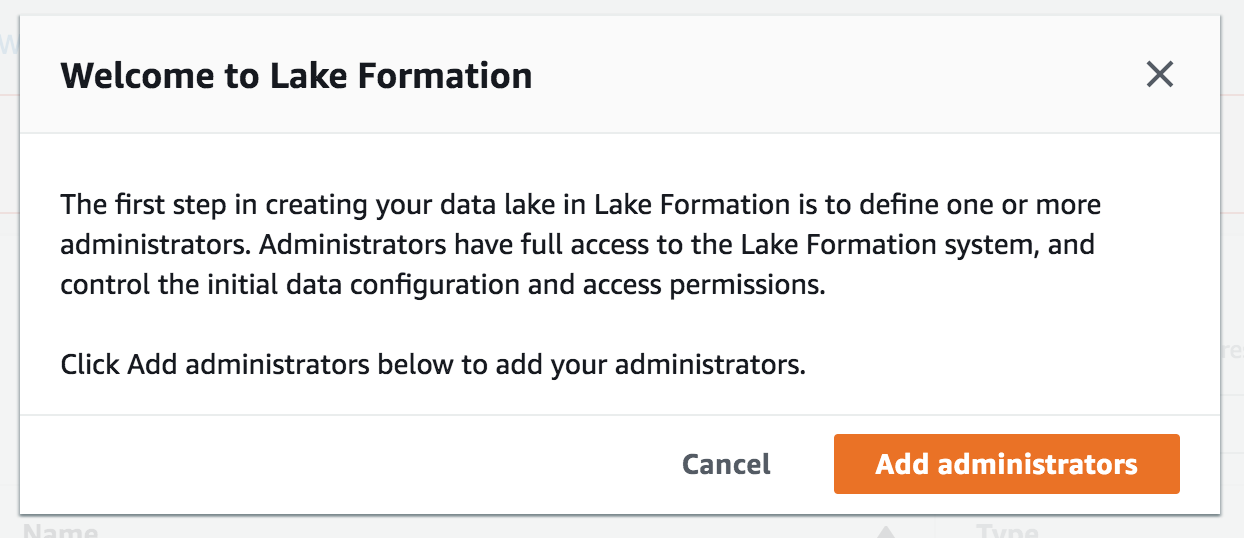 Welcome to Lake Formation
The first step in creating your data lake in Lake Formation is to define one or more
administrators. Administrators have full access to the Lake Formation system, and
control the initial data configuration and access permissions.
Click Add administrators below to add your administrators.
Cancel
Add administrators
Name
Type